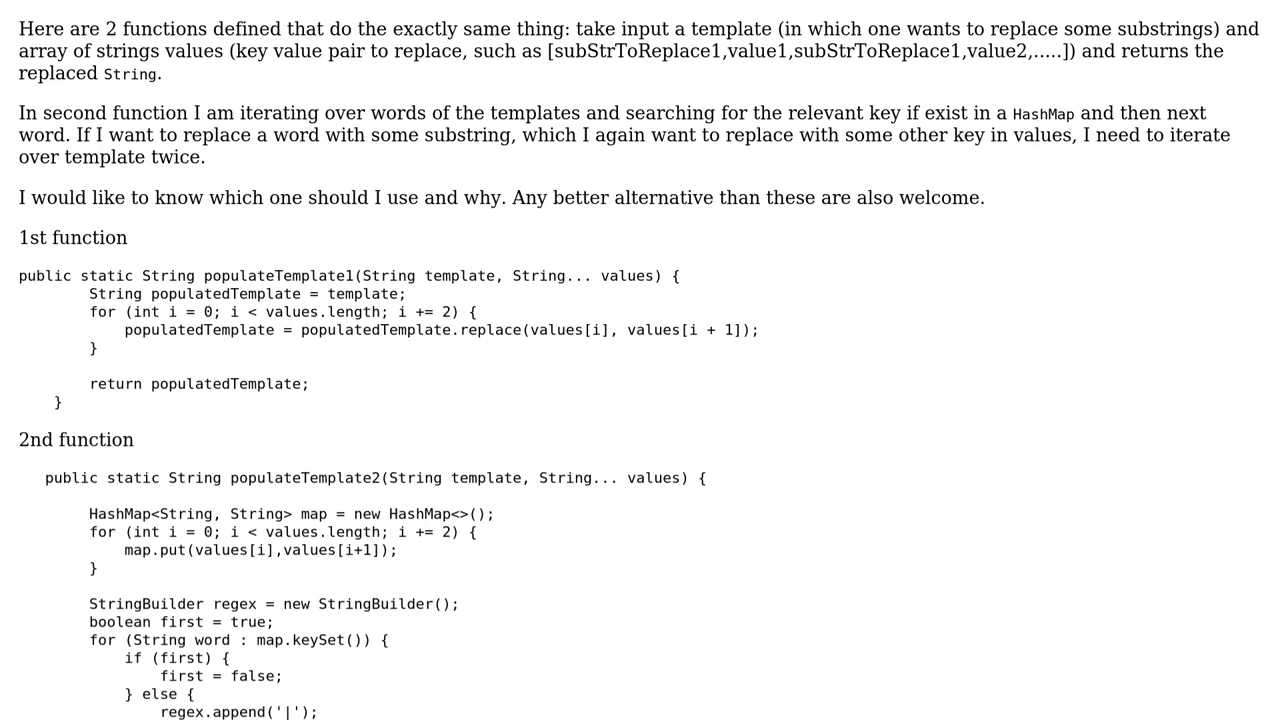 Here are 2 functions defined that do the exactly same thing: take input a template (in which one wants to replace some substrings) and
array of strings values (key value pair to replace, such as [subStrToReplace1,value1,subStrToReplace1,value2,.....]) and returns the
replaced String.
In second function I am iterating over words of the templates and searching for the relevant key if exist in a HashMap and then next
word. If I want to replace a word with some substring, which I again want to replace with some other key in values, I need to iterate
over template twice.
I would like to know which one should I use and why. Any better alternative than these are also welcome.
1st function
public static String populateTemplate1(String template, String... values) {
        String populatedTemplate = template;
        for (int i = 0; i < values.length; i += 2) {
            populatedTemplate = populatedTemplate.replace(values[i], values[i + 1]);
        }
        return populatedTemplate;
    }
2nd function
   public static String populateTemplate2(String template, String... values) {
        HashMap<String, String> map = new HashMap<>();
        for (int i = 0; i < values.length; i += 2) {
            map.put(values[i],values[i+1]);
        }
        StringBuilder regex = new StringBuilder();
        boolean first = true;
        for (String word : map.keySet()) {
            if (first) {
                first = false;
            } else {
                regex.append('|');